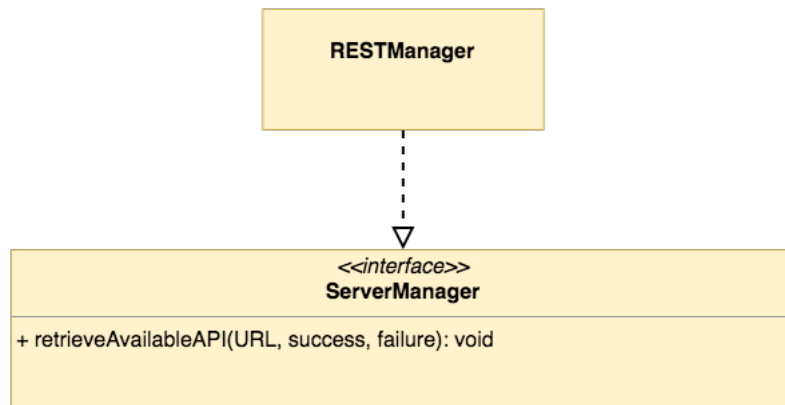 RESTManager
<<interface>>
ServerManager
+ retrieveAvailableAPI(URL, success, failure): void